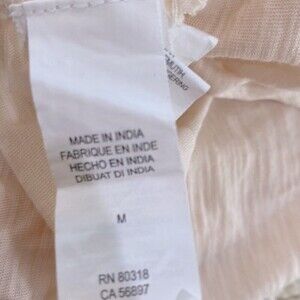 MADE IN INDIA
FABRIQUE EN INDE
HECHO EN INDIA
DIBUAT DI INDIA
M
RN 80318
CA 56897